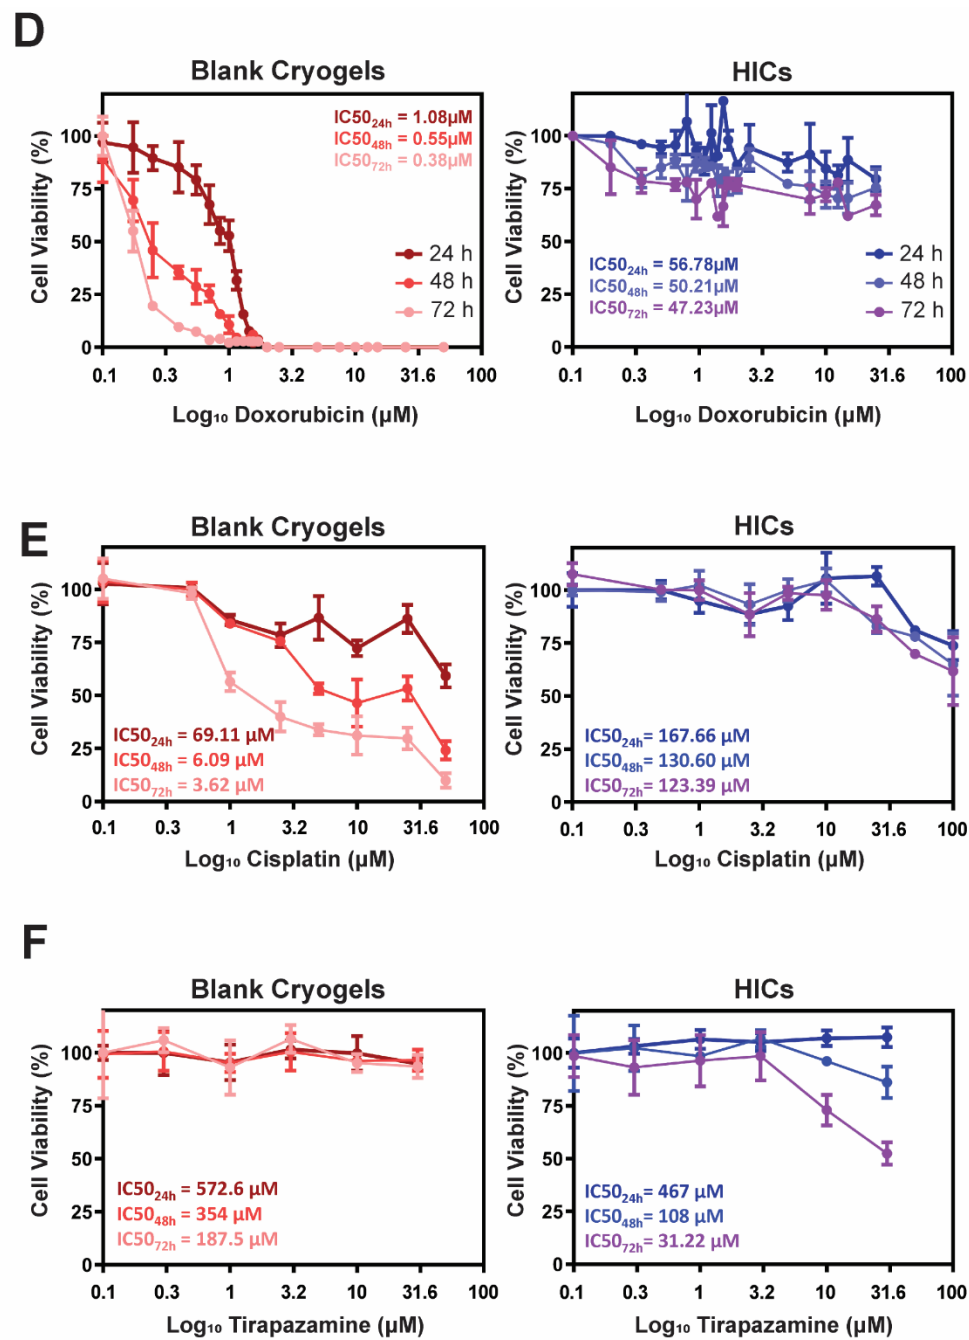 D
Blank Cryogels
IC50₂₄ₕ = 1.08µM
IC50₄₈ₕ = 0.55µM
IC50₇₂ₕ = 0.38µM
24 h
48 h
72 h
Cell Viability (%)
100
75
50
25
0
0.1 0.3 1 3.2 10 31.6 100
Log₁₀ Doxorubicin (µM)
HICs
IC50₂₄ₕ = 56.78µM
IC50₄₈ₕ = 50.21µM
IC50₇₂ₕ = 47.23µM
24 h
48 h
72 h
Cell Viability (%)
100
75
50
25
0
0.1 0.3 1 3.2 10 31.6 100
Log₁₀ Doxorubicin (µM)
E
Blank Cryogels
Cell Viability (%)
100
75
50
25
0
IC50₂₄ₕ = 69.11 µM
IC50₄₈ₕ = 6.09 µM
IC50₇₂ₕ = 3.62 µM
0.1 0.3 1 3.2 10 31.6 100
Log₁₀ Cisplatin (µM)
HICs
Cell Viability (%)
100
75
50
25
0
IC50₂₄ₕ= 167.66 µM
IC50₄₈ₕ= 130.60 µM
IC50₇₂ₕ= 123.39 µM
0.1 0.3 1 3.2 10 31.6 100
Log₁₀ Cisplatin (µM)
F
Blank Cryogels
Cell Viability (%)
100
75
50
25
0
IC50₂₄ₕ = 572.6 µM
IC50₄₈ₕ = 354 µM
IC50₇₂ₕ = 187.5 µM
0.1 0.3 1 3.2 10 31.6 100
Log₁₀ Tirapazamine (µM)
HICs
Cell Viability (%)
100
75
50
25
0
IC50₂₄ₕ= 467 µM
IC50₄₈ₕ= 108 µM
IC50₇₂ₕ= 31.22 µM
0.1 0.3 1 3.2 10 31.6 100
Log₁₀ Tirapazamine (µM)